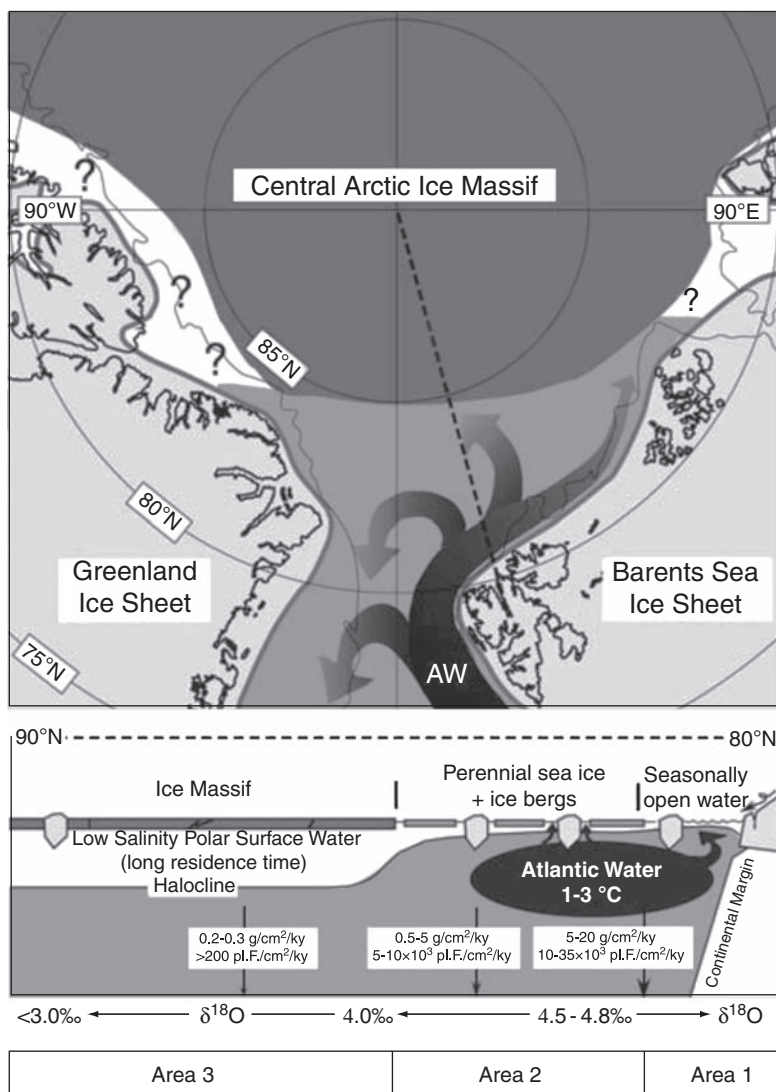 ?
Central Arctic Ice Massif
90°W
90°E
?
?
?
85°N
80°N
Greenland
Ice Sheet
Barents Sea
Ice Sheet
75°N
AW
90°N
80°N
Ice Massif
Perennial sea ice
+ ice bergs
Seasonally
open water
Low Salinity Polar Surface Water
(long residence time)
Halocline
Atlantic Water
1-3 °C
Continental Margin
0.2-0.3 g/cm²/ky
>200 pl.F./cm²/ky
0.5-5 g/cm²/ky
5-10×10³ pl.F./cm²/ky
5-20 g/cm²/ky
10-35×10³ pl.F./cm²/ky
<3.0‰ δ¹⁸O 4.0‰ 4.5 - 4.8‰ δ¹⁸O
Area 3 Area 2 Area 1